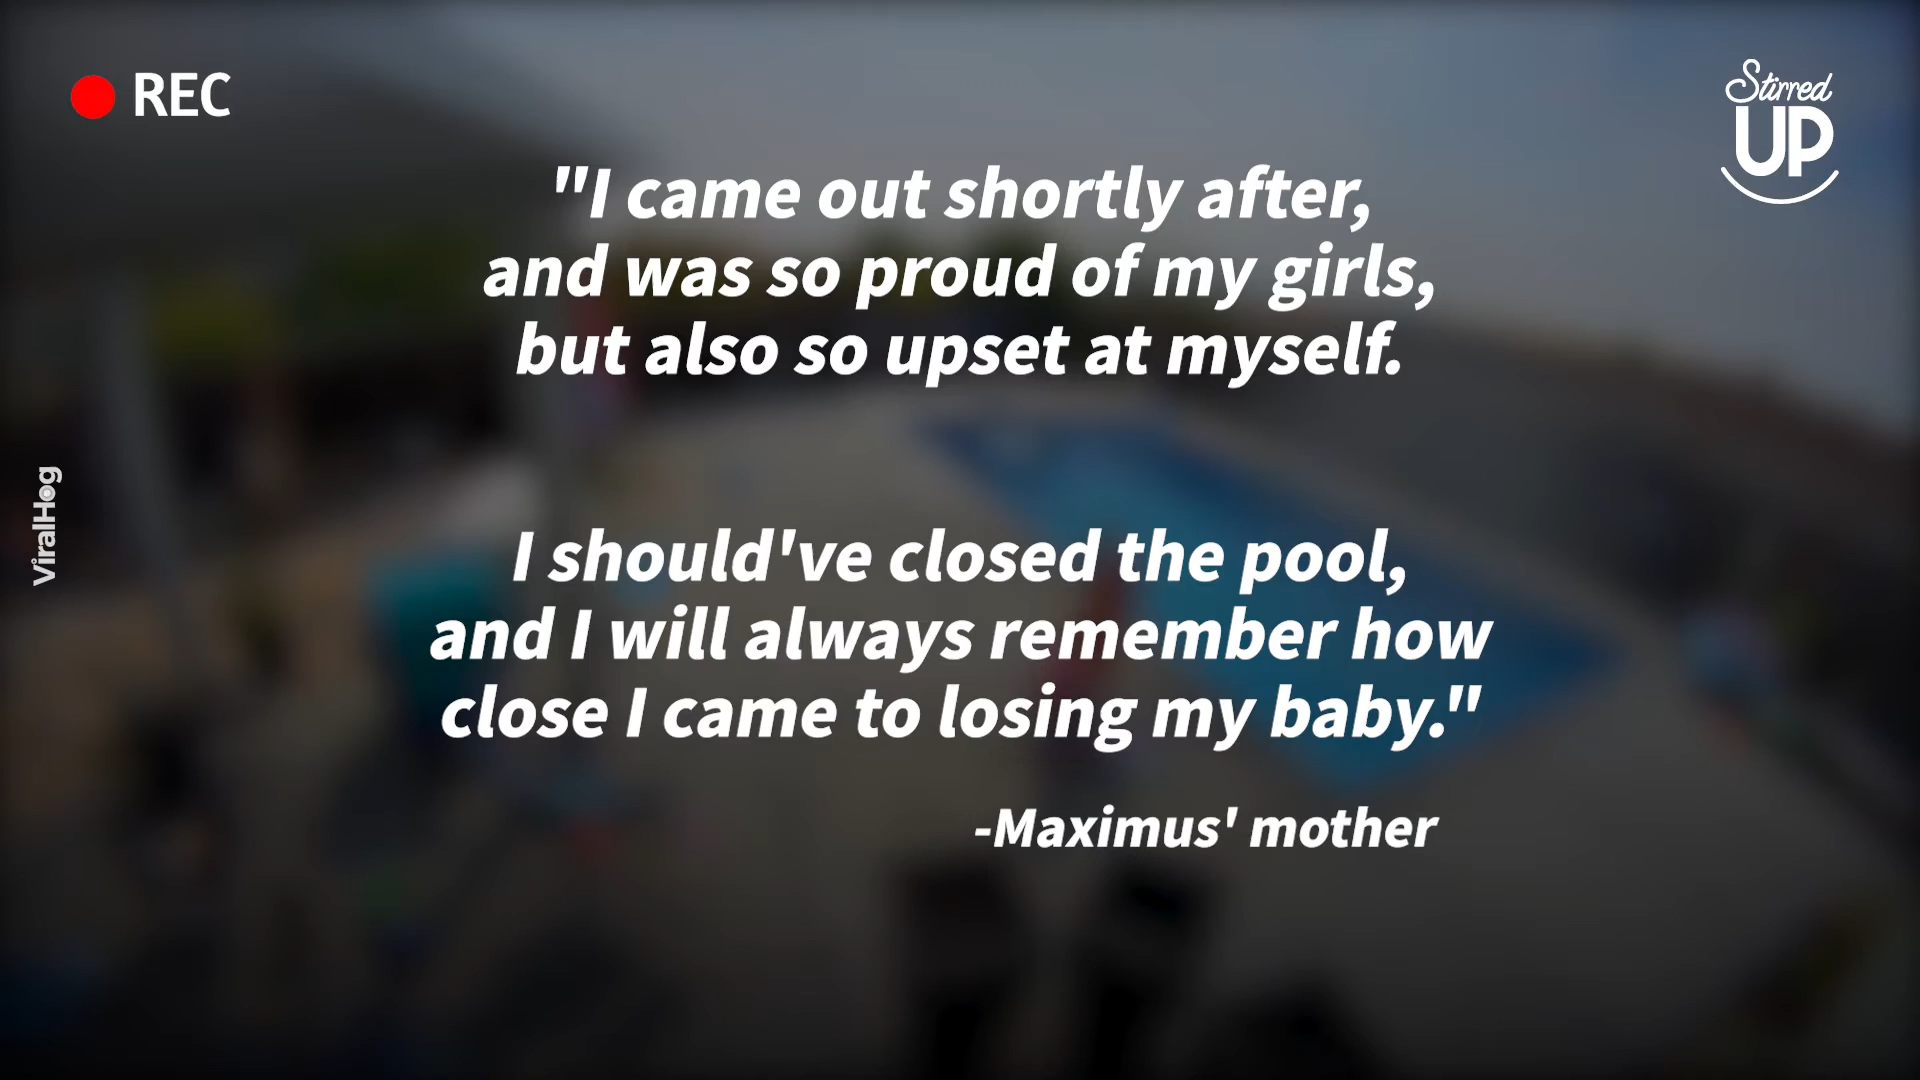 REC
Stirred
UP
"I came out shortly after,
and was so proud of my girls,
but also so upset at myself.
I should've closed the pool,
and I will always remember how
close I came to losing my baby."
-Maximus' mother
ViralHog